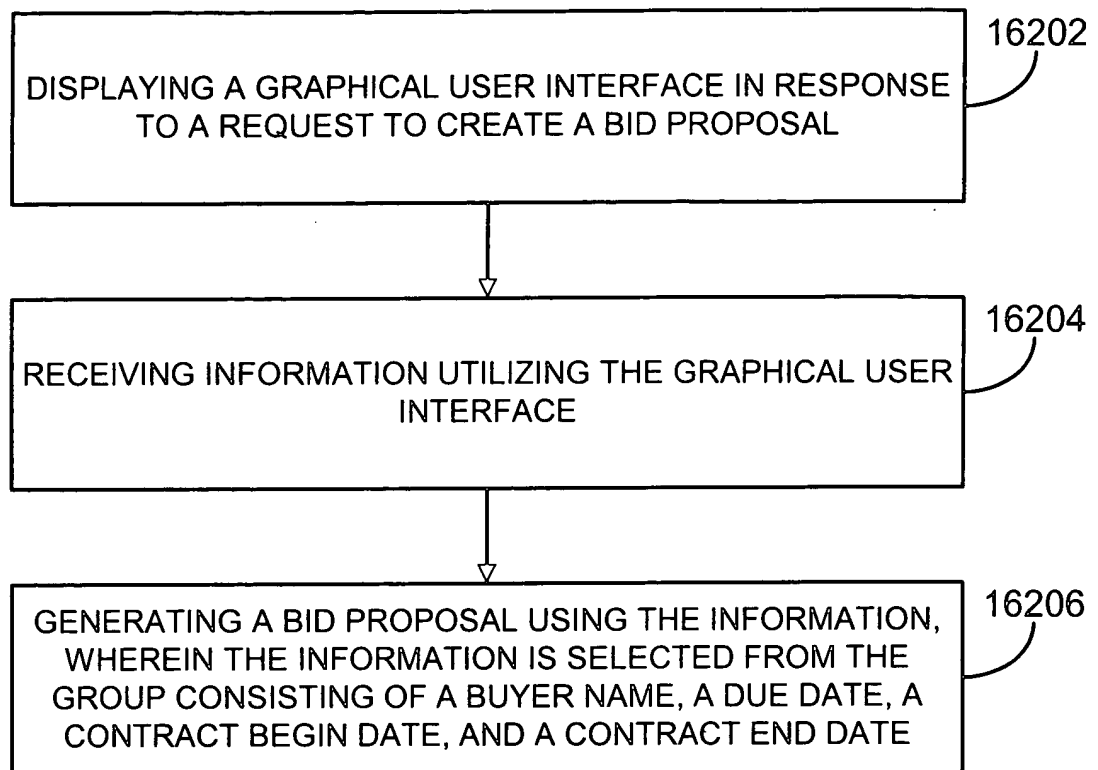 16202
DISPLAYING A GRAPHICAL USER INTERFACE IN RESPONSE
TO A REQUEST TO CREATE A BID PROPOSAL
16204
RECEIVING INFORMATION UTILIZING THE GRAPHICAL USER
INTERFACE
16206
GENERATING A BID PROPOSAL USING THE INFORMATION,
WHEREIN THE INFORMATION IS SELECTED FROM THE
GROUP CONSISTING OF A BUYER NAME, A DUE DATE, A
CONTRACT BEGIN DATE, AND A CONTRACT END DATE